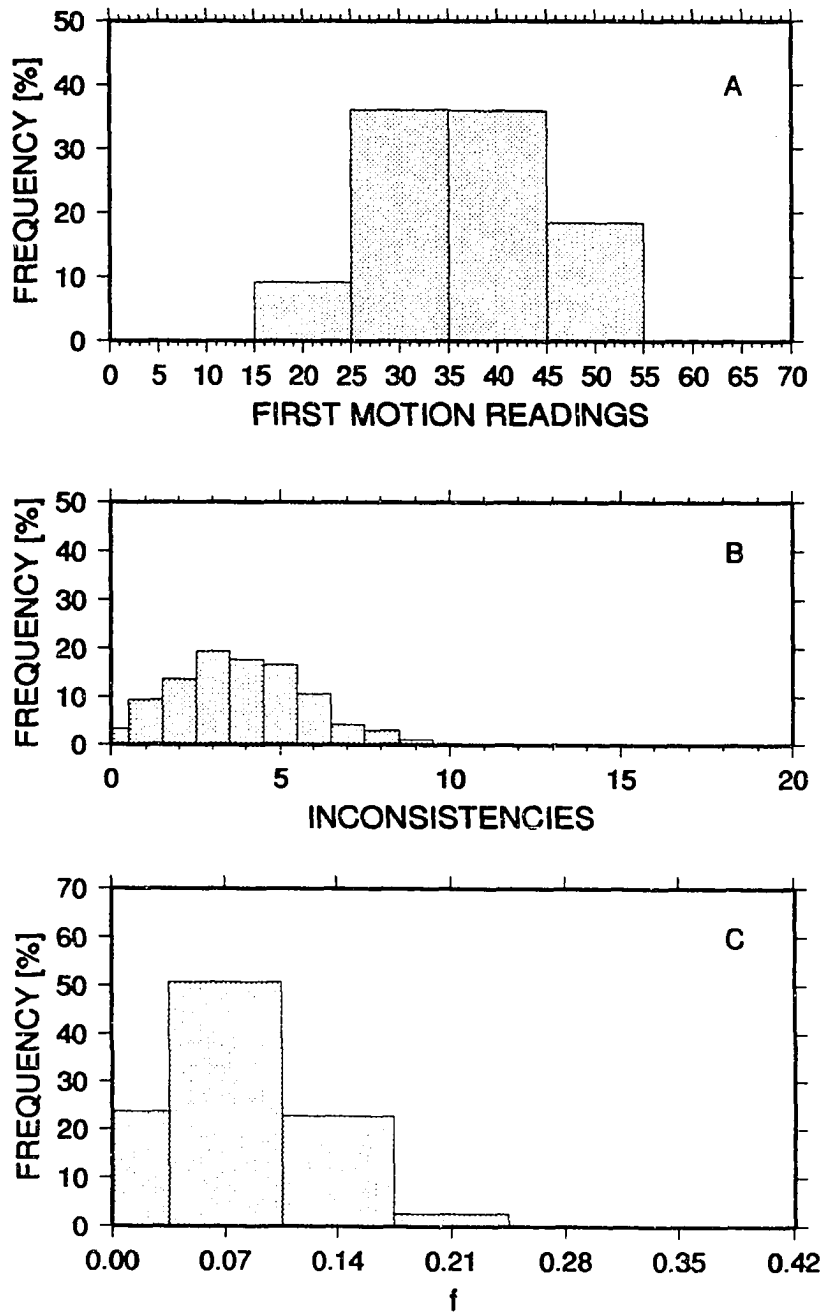 FREQUENCY [%]
50
40
30
20
10
0
A
0 5 10 15 20 25 30 35 40 45 50 55 60 65 70
FIRST MOTION READINGS
FREQUENCY [%]
50
40
30
20
10
0
B
0 5 10 15 20
INCONSISTENCIES
FREQUENCY [%]
70
60
50
40
30
20
10
0
C
0.00 0.07 0.14 0.21 0.28 0.35 0.42
f